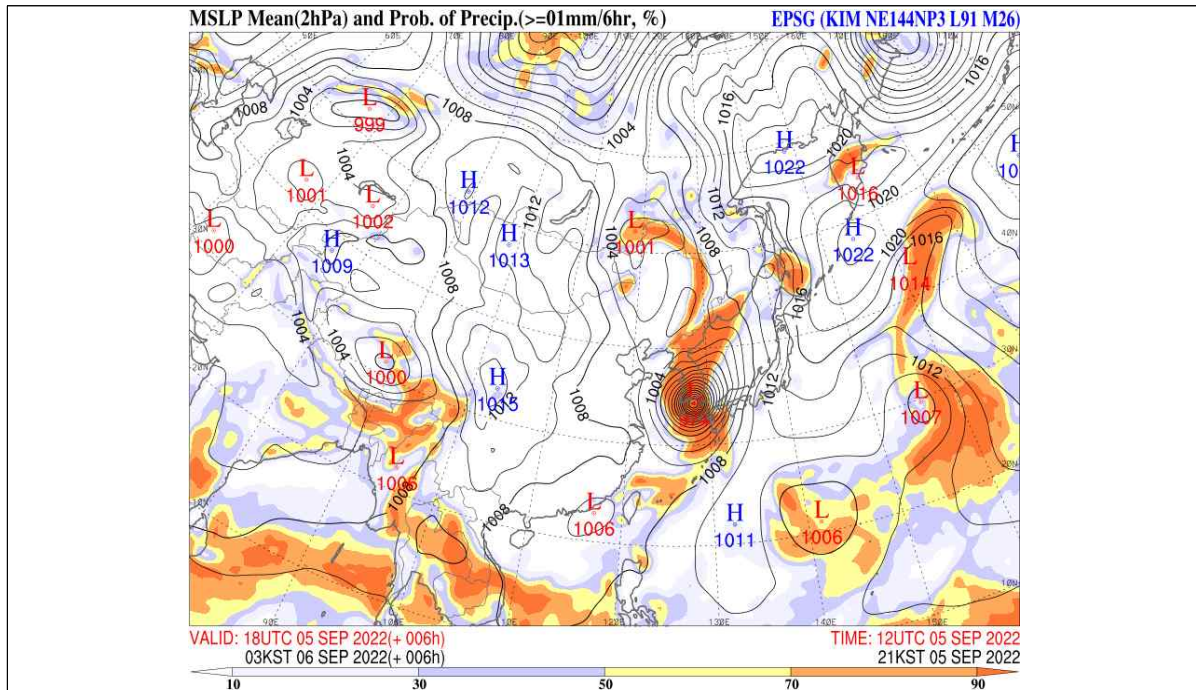 MSLP Mean(2hPa) and Prob. of Precip.(>=01mm/6hr, %) EPSG (KIM NE144NP3 L91 M26)
1016
1008 1004 L 1008 1016
999 1004 H 1020 L
1022 1016
L 1004 H 1012
1001 L 1012 1012 1020
1002
L H L 1008 H 1020
1000 H 1013 1004 1001 1022 1016
1009 L
1008 1014
1016
1004 1004
L 1012
1000 H 1004 1012 L
1015 1008 1007
L
1006 1008
1008 1008 L H L
1006 1011 1006
VALID: 18UTC 05 SEP 2022(+ 006h) TIME: 12UTC 05 SEP 2022
03KST 06 SEP 2022(+ 006h) 21KST 05 SEP 2022
10 30 50 70 90